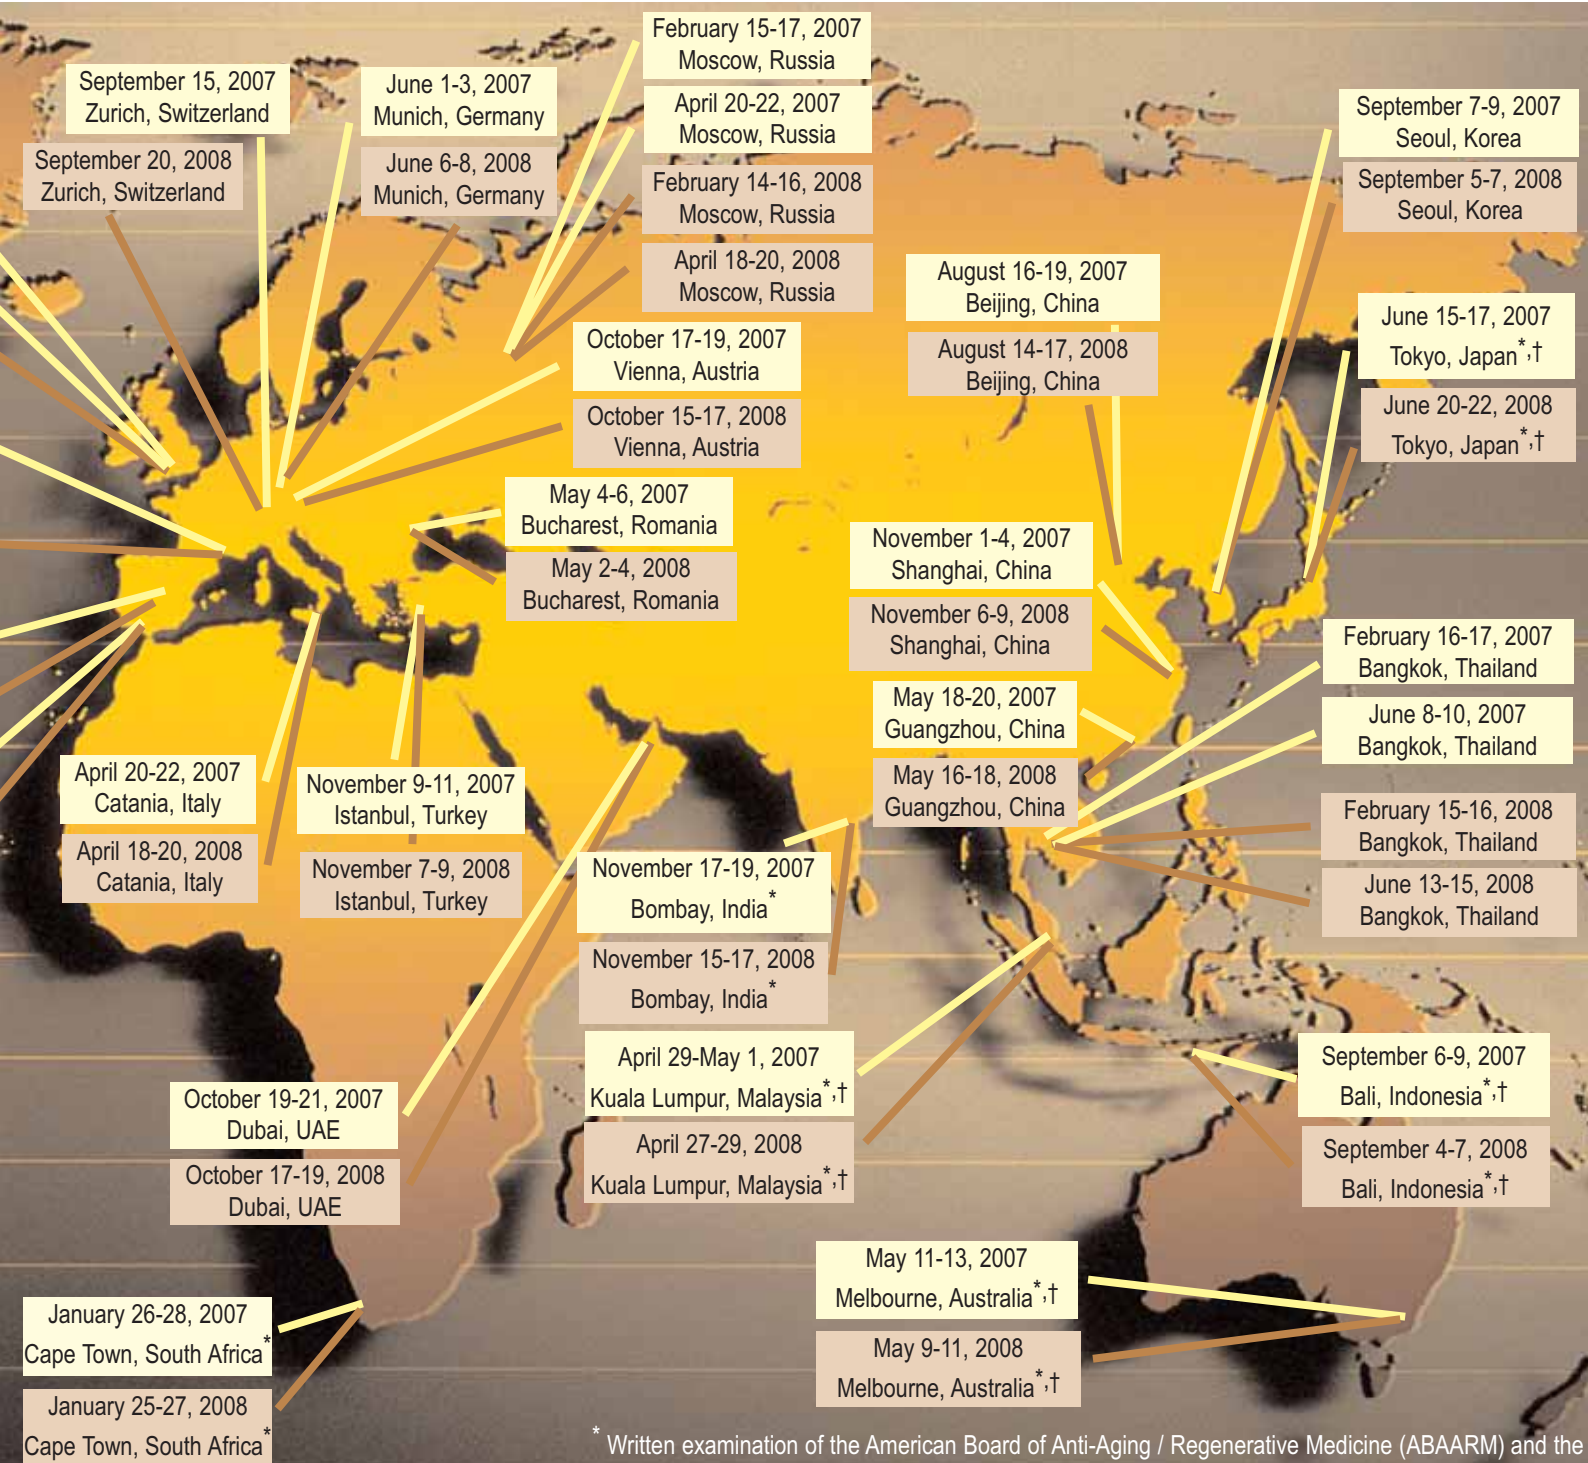 February 15-17, 2007
Moscow, Russia
September 15, 2007
Zurich, Switzerland
June 1-3, 2007
Munich, Germany
April 20-22, 2007
Moscow, Russia
September 7-9, 2007
Seoul, Korea
September 20, 2008
Zurich, Switzerland
June 6-8, 2008
Munich, Germany
February 14-16, 2008
Moscow, Russia
September 5-7, 2008
Seoul, Korea
April 18-20, 2008
Moscow, Russia
August 16-19, 2007
Beijing, China
June 15-17, 2007
Tokyo, Japan*,†
October 17-19, 2007
Vienna, Austria
August 14-17, 2008
Beijing, China
June 20-22, 2008
Tokyo, Japan*,†
October 15-17, 2008
Vienna, Austria
May 4-6, 2007
Bucharest, Romania
November 1-4, 2007
Shanghai, China
May 2-4, 2008
Bucharest, Romania
November 6-9, 2008
Shanghai, China
February 16-17, 2007
Bangkok, Thailand
May 18-20, 2007
Guangzhou, China
June 8-10, 2007
Bangkok, Thailand
April 20-22, 2007
Catania, Italy
November 9-11, 2007
Istanbul, Turkey
May 16-18, 2008
Guangzhou, China
February 15-16, 2008
Bangkok, Thailand
April 18-20, 2008
Catania, Italy
November 7-9, 2008
Istanbul, Turkey
November 17-19, 2007
Bombay, India*
June 13-15, 2008
Bangkok, Thailand
November 15-17, 2008
Bombay, India*
April 29-May 1, 2007
Kuala Lumpur, Malaysia*,†
September 6-9, 2007
Bali, Indonesia*,†
October 19-21, 2007
Dubai, UAE
April 27-29, 2008
Kuala Lumpur, Malaysia*,†
September 4-7, 2008
Bali, Indonesia*,†
October 17-19, 2008
Dubai, UAE
May 11-13, 2007
Melbourne, Australia*,†
January 26-28, 2007
Cape Town, South Africa*
May 9-11, 2008
Melbourne, Australia*,†
January 25-27, 2008
Cape Town, South Africa*
* Written examination of the American Board of Anti-Aging / Regenerative Medicine (ABAARM) and the